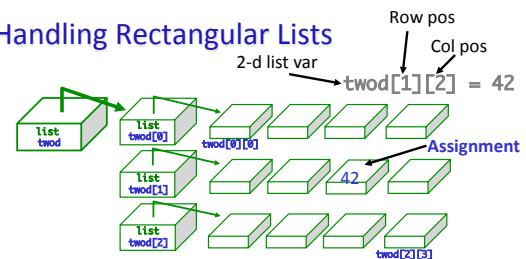 Handling Rectangular Lists
Row pos
Col pos
2-d list var
twod[1][2] = 42
list
twod
list
twod[0]
twod[0][0]
Assignment
list
twod[1]
42
list
twod[2]
twod[2][3]